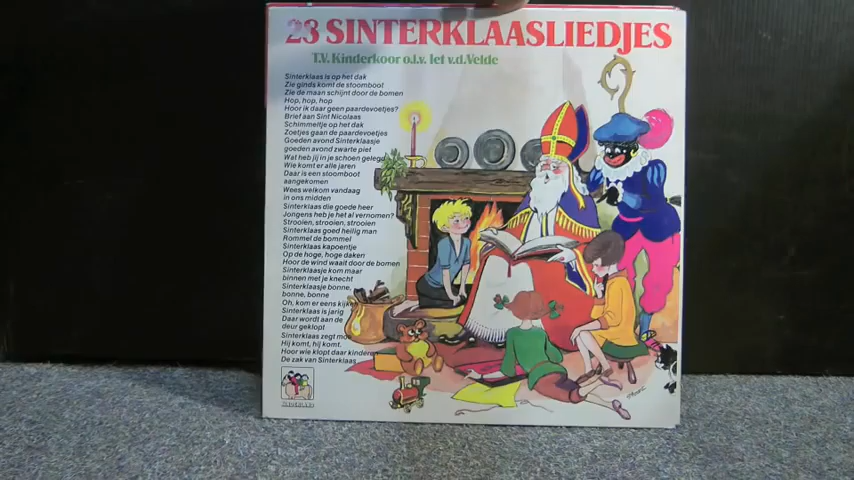 23 SINTERKLAASLIEDJES
T.V. Kinderkoor o.l.v. Iet v.d. Velde
Sinterklaas is op het dak
Zie ginds komt de stoomboot
Zie de maan schijnt door de bomen
Hop, hop, hop
Hoor ik daar geen paardevoetjes?
Brief aan Sint Nicolaas
Schimmeltje op het dak
Zoetjes gaan de paardevoetjes
Goeden avond Sinterklaasje
goeden avond zwarte piet
Wat heb jij in je schoen gelegd
Wie komt er alle jaren
Daar is een stoomboot
aangekomen
Wees welkom vandaag
in ons midden
Sinterklaas die goede heer
Jongens heb je het al vernomen?
Strooien, strooien, strooien
Sinterklaas goed heilig man
Rommel de bommel
Sinterklaas kapoentje
Op de hoge, hoge daken
Hoor de wind waait door de bomen
Sinterklaasje kom maar
binnen met je knecht
Sinterklaasje bonne,
bonne, bonne
Oh, kom er eens kijken
Sinterklaas is jarig
Daar wordt aan de
deur geklopt
Sinterklaas zegt
Hij komt, hij komt.
Hoor wie klopt daar kinderen
De zak van Sinterklaas